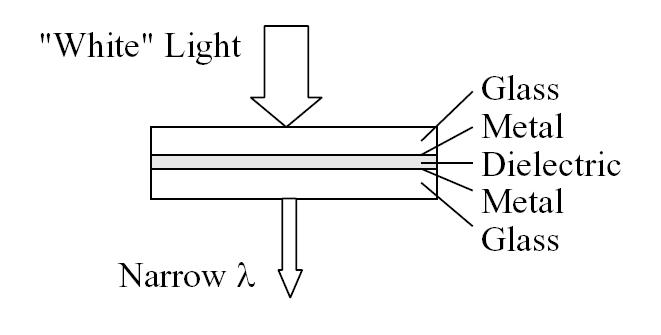 "White" Light
Glass
Metal
Dielectric
Metal
Glass
Narrow λ